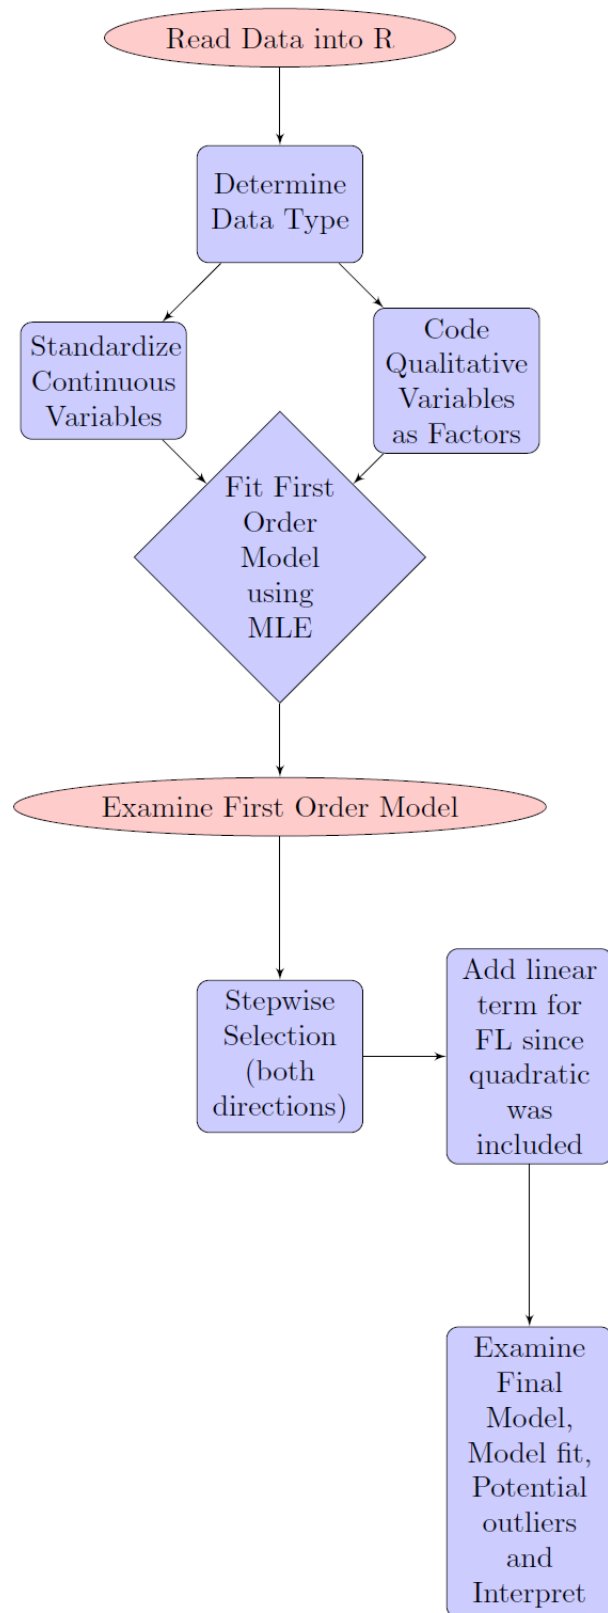 Read Data into R
Determine
Data Type
Standardize
Continuous
Variables
Code
Qualitative
Variables
as Factors
Fit First
Order
Model
using
MLE
Examine First Order Model
Stepwise
Selection
(both
directions)
Add linear
term for
FL since
quadratic
was
included
Examine
Final
Model,
Model fit,
Potential
outliers
and
Interpret